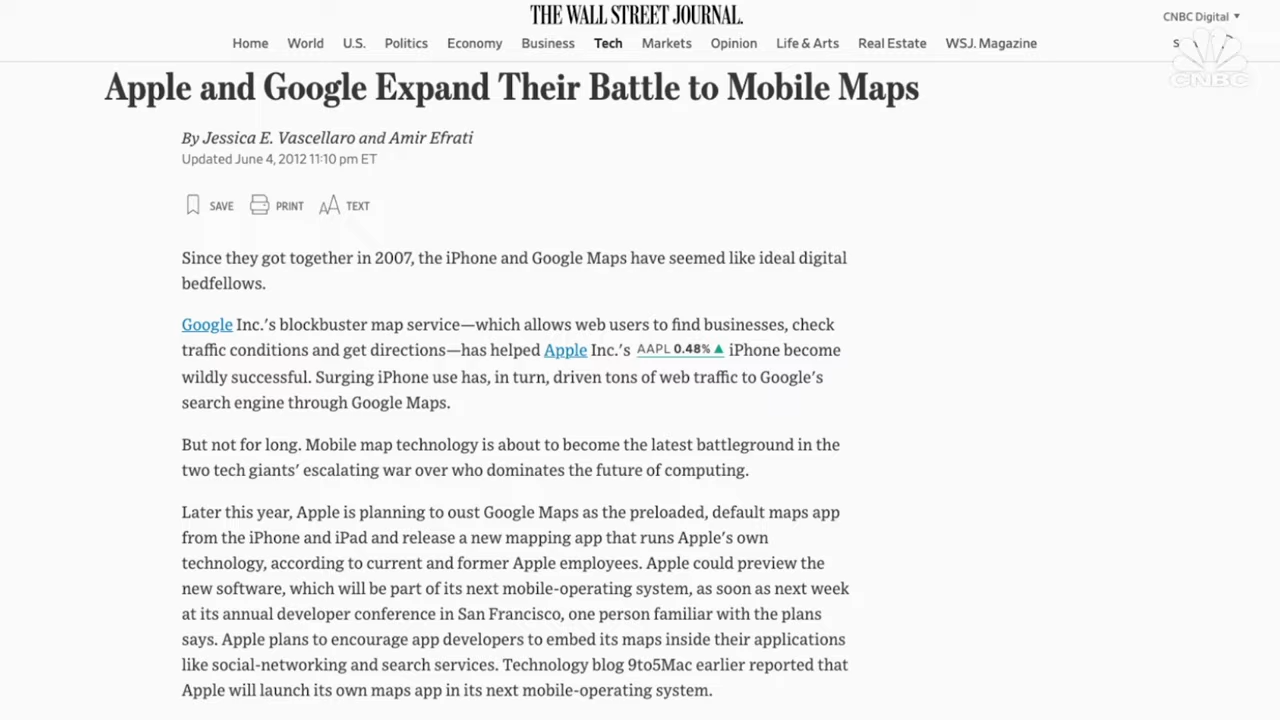 THE WALL STREET JOURNAL.
CNBC Digital
Home World U.S. Politics Economy Business Tech Markets Opinion Life & Arts Real Estate WSJ. Magazine
CNBC
Apple and Google Expand Their Battle to Mobile Maps
By Jessica E. Vascellaro and Amir Efrati
Updated June 4, 2012 11:10 pm ET
SAVE PRINT AA TEXT
Since they got together in 2007, the iPhone and Google Maps have seemed like ideal digital
bedfellows.
Google Inc.'s blockbuster map service—which allows web users to find businesses, check
traffic conditions and get directions—has helped Apple Inc.'s AAPL 0.48% ▲ iPhone become
wildly successful. Surging iPhone use has, in turn, driven tons of web traffic to Google's
search engine through Google Maps.
But not for long. Mobile map technology is about to become the latest battleground in the
two tech giants' escalating war over who dominates the future of computing.
Later this year, Apple is planning to oust Google Maps as the preloaded, default maps app
from the iPhone and iPad and release a new mapping app that runs Apple's own
technology, according to current and former Apple employees. Apple could preview the
new software, which will be part of its next mobile-operating system, as soon as next week
at its annual developer conference in San Francisco, one person familiar with the plans
says. Apple plans to encourage app developers to embed its maps inside their applications
like social-networking and search services. Technology blog 9to5Mac earlier reported that
Apple will launch its own maps app in its next mobile-operating system.